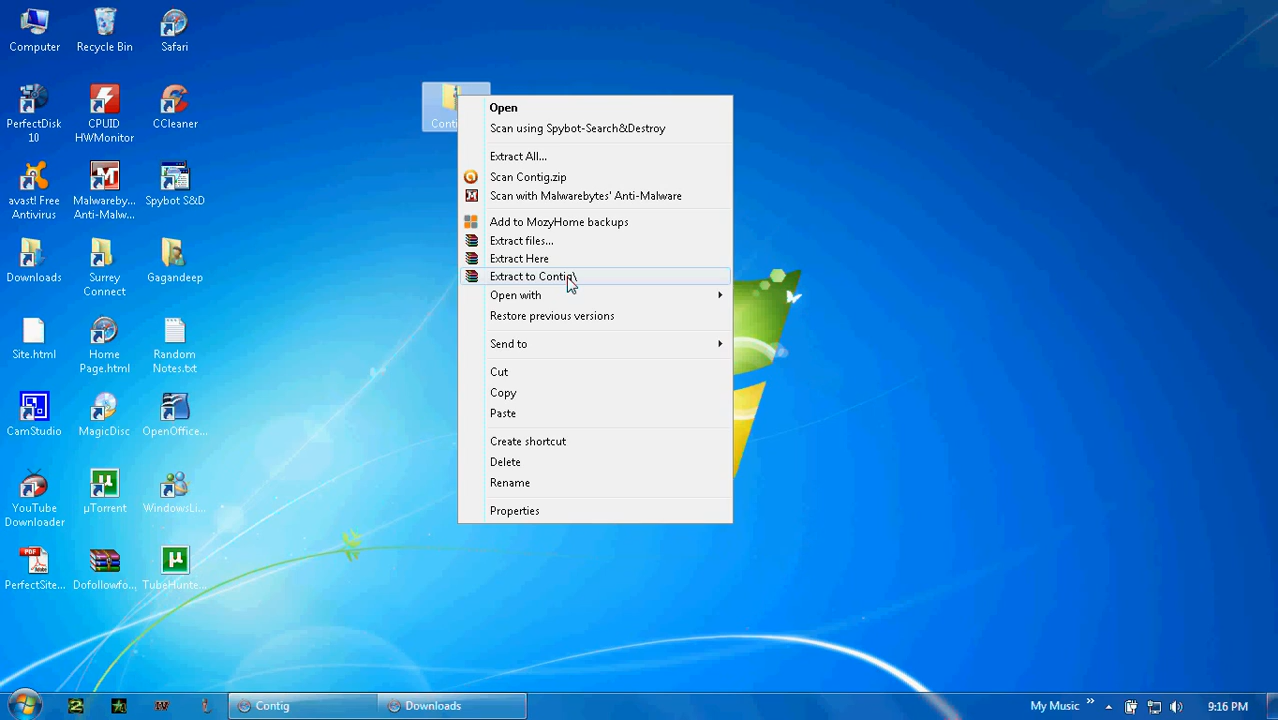 Computer
Recycle Bin
Safari
PerfectDisk
10
CPUID
HWMonitor
CCleaner
avast! Free
Antivirus
Malwareby...
Anti-Malw...
Spybot S&D
Downloads
Surrey
Connect
Gagandeep
Site.html
Home
Page.html
Random
Notes.txt
CamStudio
MagicDisc
OpenOffice...
YouTube
Downloader
µTorrent
WindowsLi...
PerfectSite...
Dofollowfo...
TubeHunte...
Open
Scan using Spybot-Search&Destroy
Extract All...
Scan Contig.zip
Scan with Malwarebytes' Anti-Malware
Add to MozyHome backups
Extract files...
Extract Here
Extract to Contig\
Open with
Restore previous versions
Send to
Cut
Copy
Paste
Create shortcut
Delete
Rename
Properties
Contig
Downloads
My Music
9:16 PM